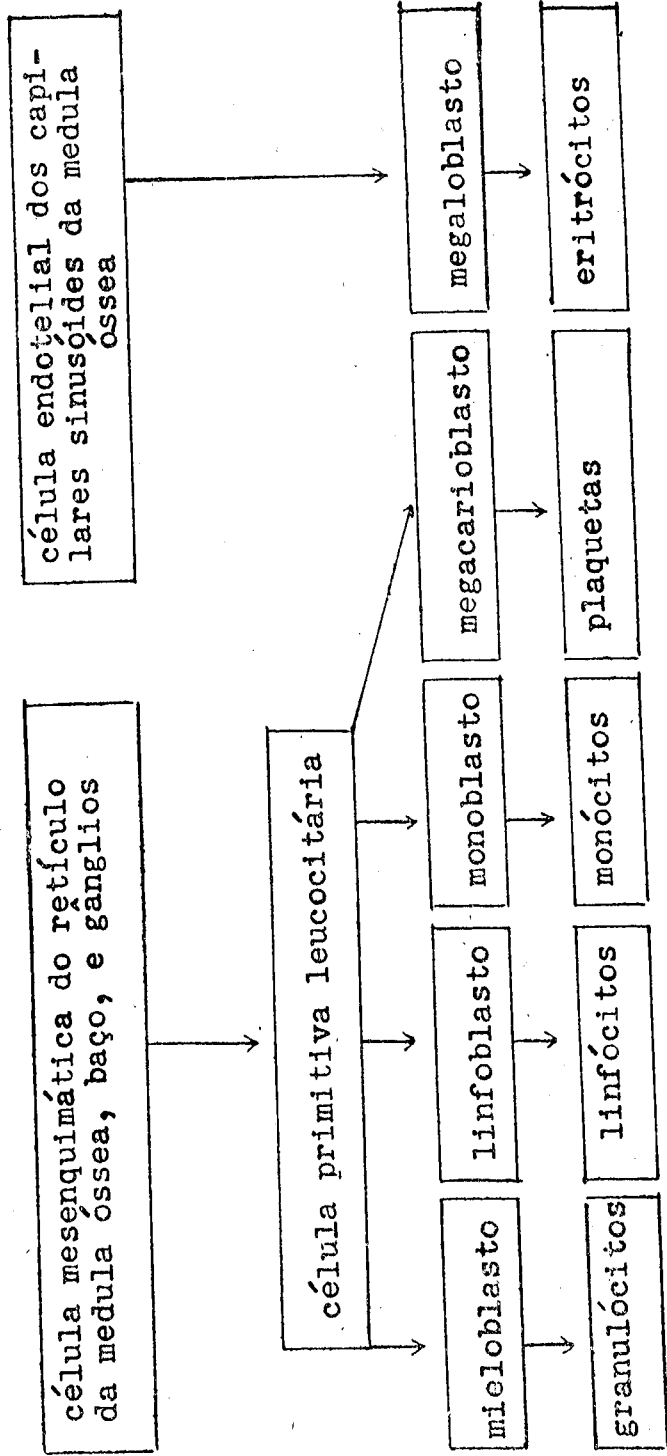 célula mesenquimática do retículo
da medula óssea, baço, e gânglios
célula endotelial dos capi-
lares sinusóides da medula
óssea
célula primitiva leucocitária
mieloblasto
linfoblasto
monoblasto
megacarioblasto
megaloblasto
granulócitos
linfócitos
monócitos
plaquetas
eritrócitos